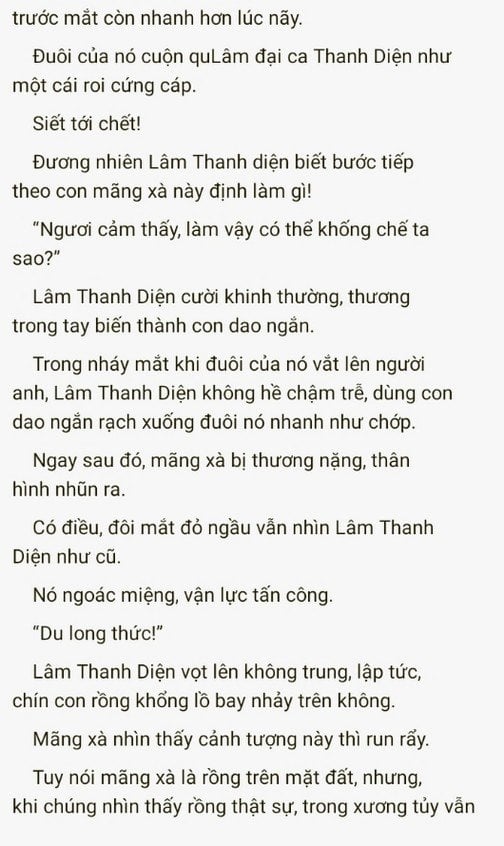 trước mắt còn nhanh hơn lúc nãy.
Đuôi của nó cuộn quLâm đại ca Thanh Diện như
một cái roi cứng cáp.
Siết tới chết!
Đương nhiên Lâm Thanh diện biết bước tiếp
theo con mãng xà này định làm gì!
“Ngươi cảm thấy, làm vậy có thể khống chế ta
sao?”
Lâm Thanh Diện cười khinh thường, thương
trong tay biến thành con dao ngắn.
Trong nháy mắt khi đuôi của nó vắt lên người
anh, Lâm Thanh Diện không hề chậm trễ, dùng con
dao ngắn rạch xuống đuôi nó nhanh như chớp.
Ngay sau đó, mãng xà bị thương nặng, thân
hình nhũn ra.
Có điều, đôi mắt đỏ ngầu vẫn nhìn Lâm Thanh
Diện như cũ.
Nó ngoác miệng, vận lực tấn công.
“Du long thức!”
Lâm Thanh Diện vọt lên không trung, lập tức,
chín con rồng khổng lồ bay nhảy trên không.
Mãng xà nhìn thấy cảnh tượng này thì run rẩy.
Tuy nói mãng xà là rồng trên mặt đất, nhưng,
khi chúng nhìn thấy rồng thật sự, trong xương tủy vẫn